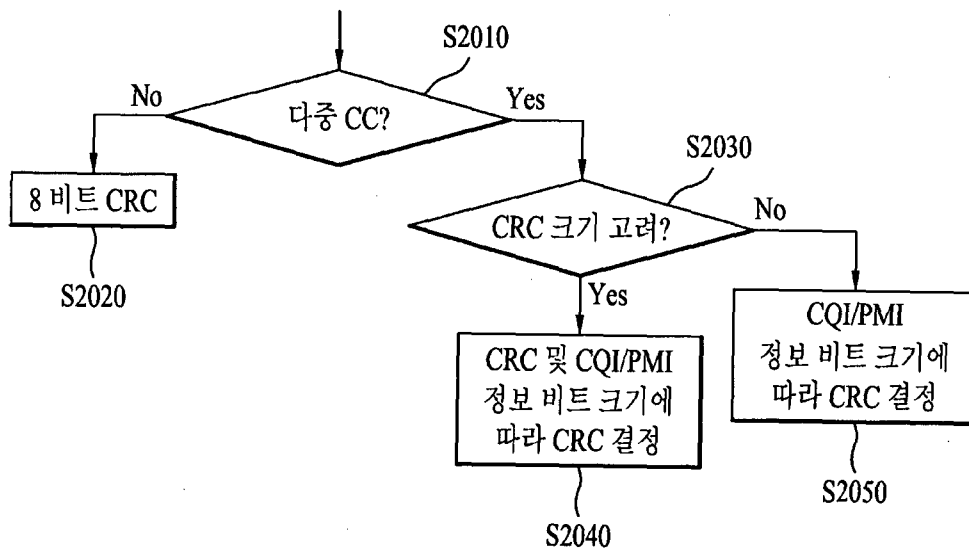 S2010
No
다중 CC?
Yes
8 비트 CRC
S2020
S2030
CRC 크기 고려?
No
Yes
CRC 및 CQI/PMI
정보 비트 크기에
따라 CRC 결정
S2040
CQI/PMI
정보 비트 크기에
따라 CRC 결정
S2050